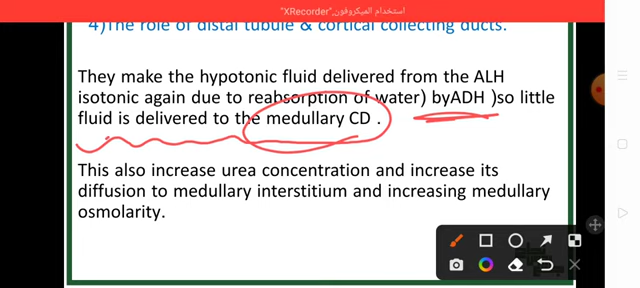 استخدام الميكروفون,."XRecorder"
4)The role of distal tubule & cortical collecting ducts.
They make the hypotonic fluid delivered from the ALH
isotonic again due to reabsorption of water) byADH )so little
fluid is delivered to the medullary CD .
This also increase urea concentration and increase its
diffusion to medullary interstitium and increasing medullary
osmolarity.